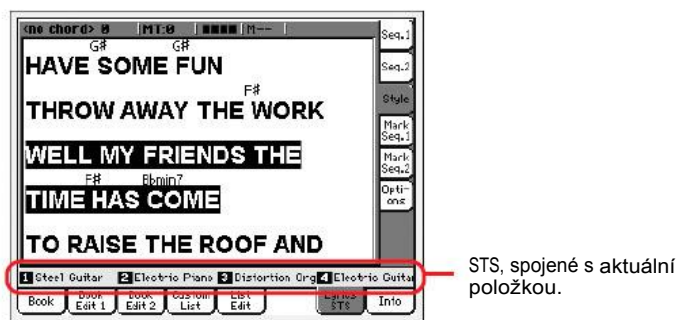 <no chord> 0 |MT:0 | |M-- |
Seq.1
G# G#
HAVE SOME FUN
Seq.2
F#
THROW AWAY THE WORK
Style
Mark
Seq.1
WELL MY FRIENDS THE
Mark
Seq.2
F# Bbmin7
TIME HAS COME
Opti-
ons
TO RAISE THE ROOF AND
1 Steel Guitar 2 Electric Piano 3 Distortion Org 4 Electric Guitar
STS, spojené s aktuální
položkou.
Book
Book
Edit 1
Book
Edit 2
Custom
List
List
Edit
Lyrics
STS
Info